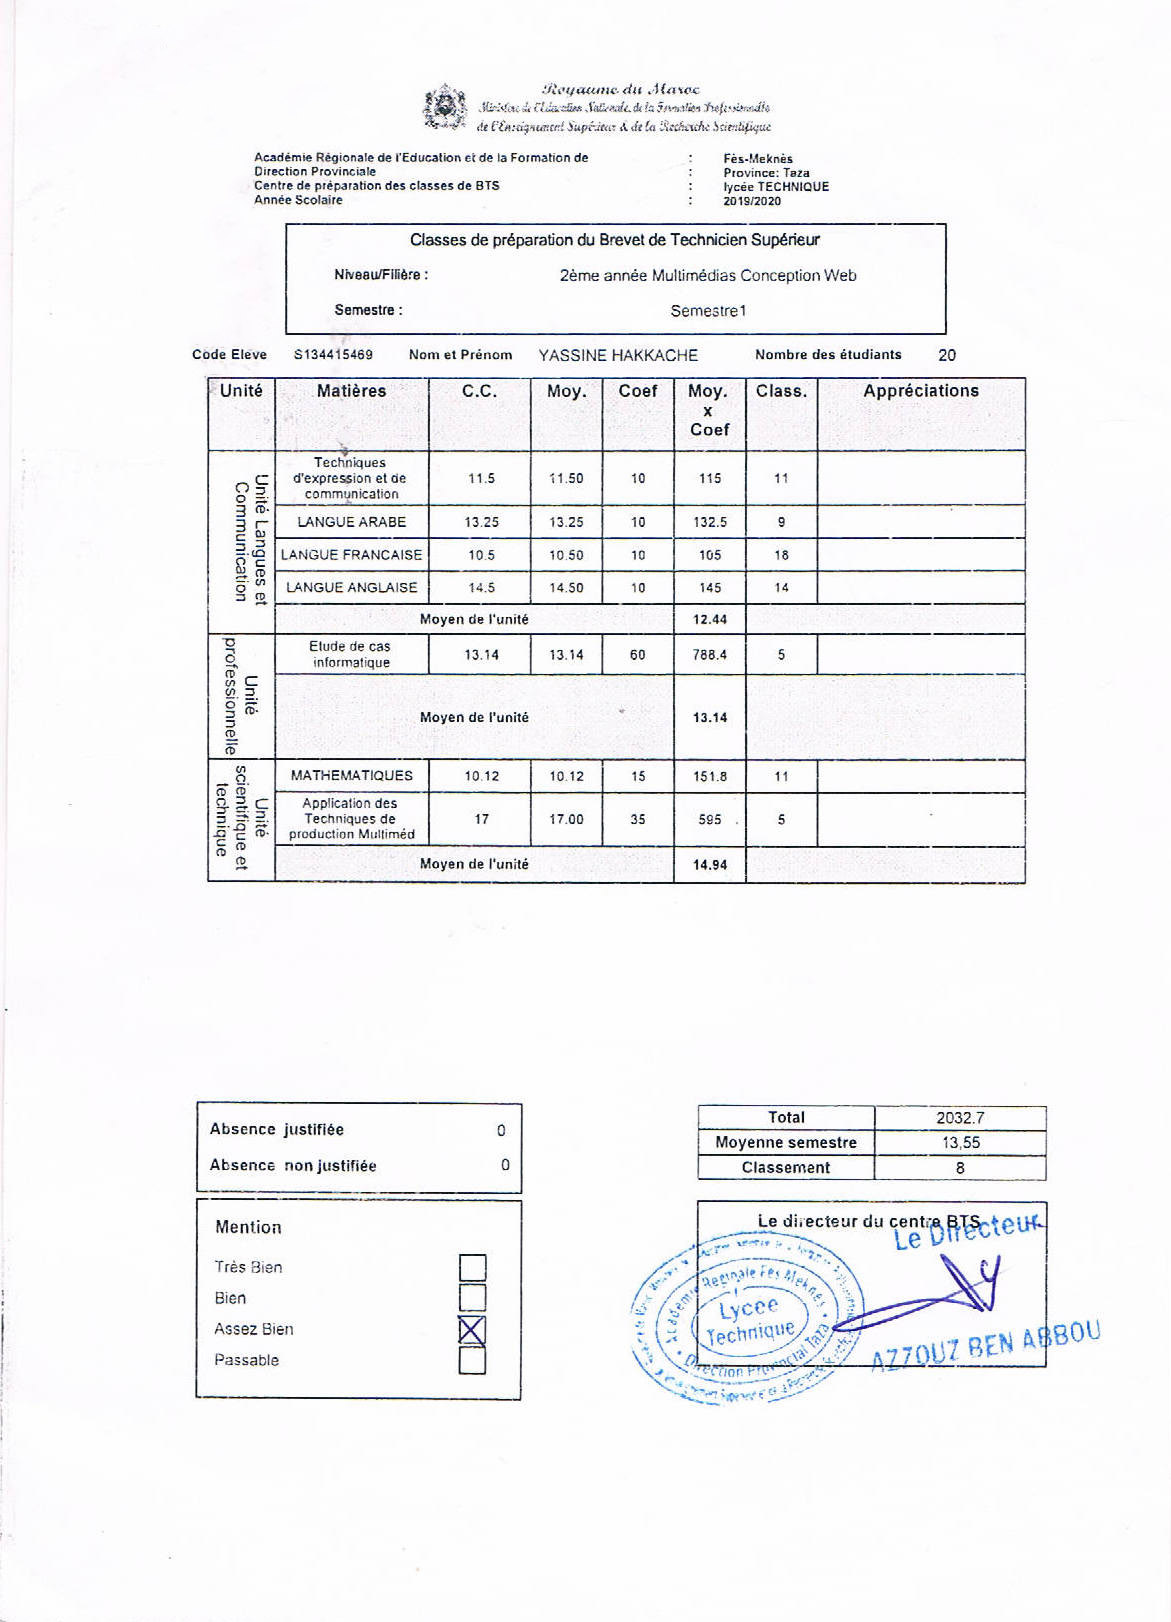 Royaume du Maroc
Ministère de l'Education Nationale, de la Formation Professionnelle
de l'Enseignement Supérieur & de la Recherche Scientifique
Académie Régionale de l'Education et de la Formation de : Fès-Meknès
Direction Provinciale : Province: Taza
Centre de préparation des classes de BTS : lycée TECHNIQUE
Année Scolaire : 2019/2020
Classes de préparation du Brevet de Technicien Supérieur
Niveau/Filière : 2ème année Multimédias Conception Web
Semestre : Semestre1
Code Eleve S134415469 Nom et Prénom YASSINE HAKKACHE Nombre des étudiants 20
Unité Matières C.C. Moy. Coef Moy. x Coef Class. Appréciations
Unité Langues et Communication
Techniques d'expression et de communication 11.5 11.50 10 115 11
LANGUE ARABE 13.25 13.25 10 132.5 9
LANGUE FRANCAISE 10.5 10.50 10 105 18
LANGUE ANGLAISE 14.5 14.50 10 145 14
Moyen de l'unité 12.44
Unité professionnelle
Etude de cas informatique 13.14 13.14 60 788.4 5
Moyen de l'unité 13.14
Unité scientifique et technique
MATHEMATIQUES 10.12 10.12 15 151.8 11
Application des Techniques de production Multiméd 17 17.00 35 595 5
Moyen de l'unité 14.94
Absence justifiée 0
Absence non justifiée 0
Total 2032.7
Moyenne semestre 13,55
Classement 8
Mention
Très Bien
Bien
Assez Bien
Passable
Le directeur du centre BTS
Le Directeur
Académie Reginale Fes Meknes
Lycée
Technique
Direction Provincial Taza
AZZOUZ BEN ABBOU